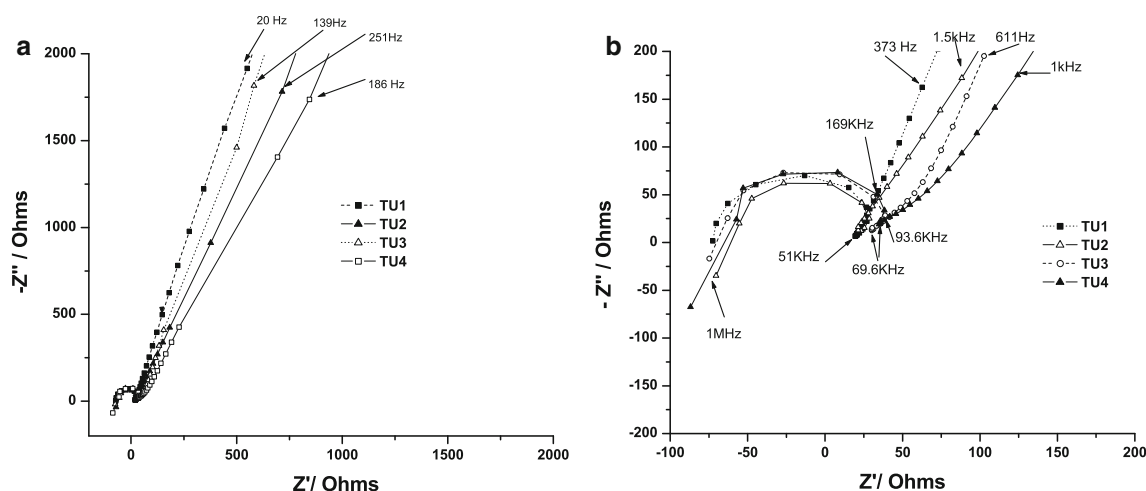 a
20 Hz
139Hz
251Hz
186 Hz
2000
1500
1000
500
0
-Z'' / Ohms
TU1
TU2
TU3
TU4
0
500
1000
1500
2000
Z'/ Ohms
b
373 Hz
1.5kHz
611Hz
1kHz
169KHz
93.6KHz
69.6KHz
51KHz
1MHz
200
150
100
50
0
-50
-100
-150
-200
- Z'' / Ohms
TU1
TU2
TU3
TU4
-100
-50
0
50
100
150
200
Z'/ Ohms